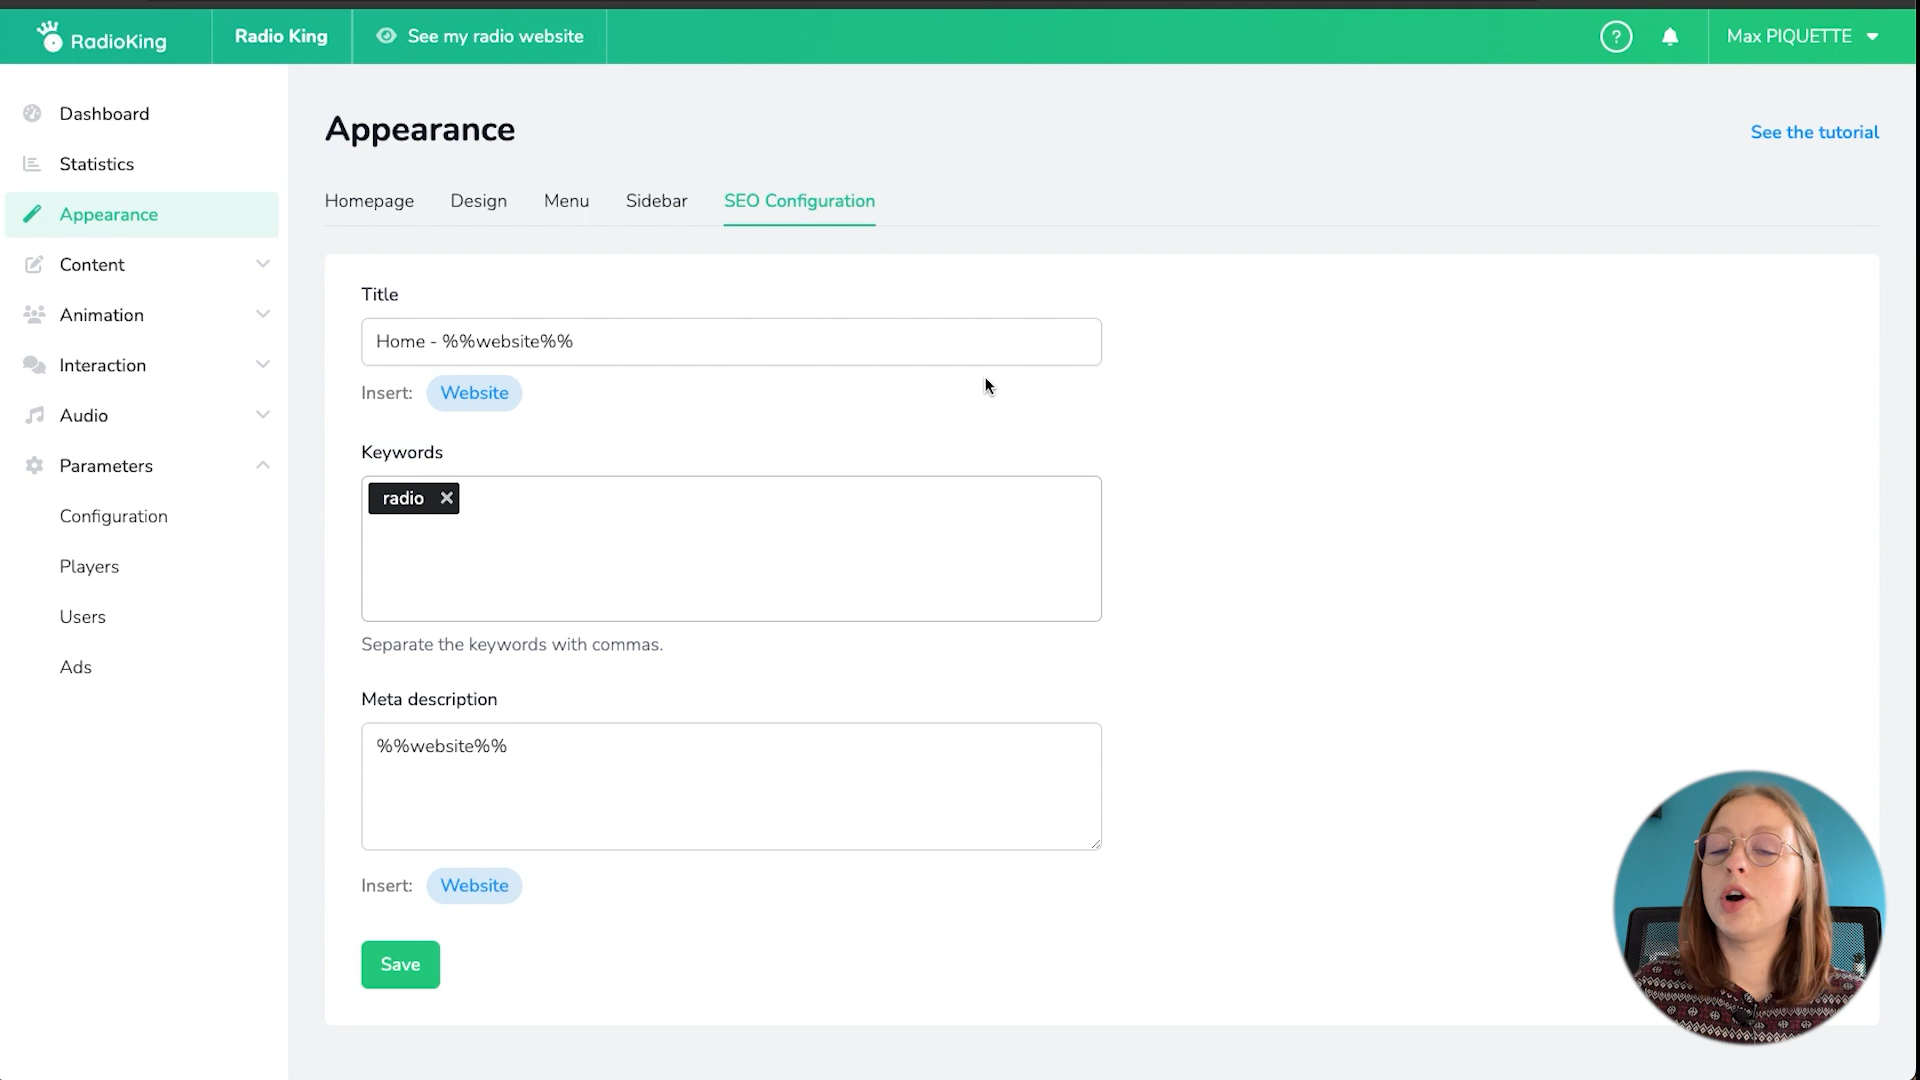 RadioKing
Radio King
See my radio website
?
Max PIQUETTE
Dashboard
Statistics
Appearance
Content
Animation
Interaction
Audio
Parameters
Configuration
Players
Users
Ads
Appearance
See the tutorial
Homepage
Design
Menu
Sidebar
SEO Configuration
Title
Home - %%website%%
Insert: Website
Keywords
radio
Separate the keywords with commas.
Meta description
%%website%%
Insert: Website
Save